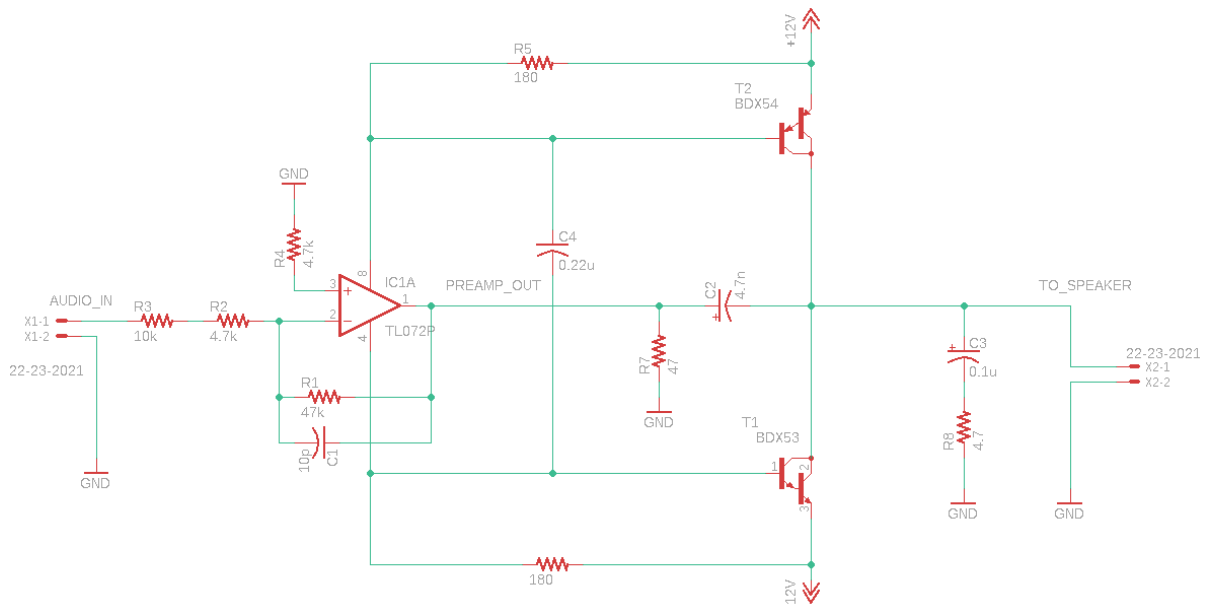 +12V
R5
180
T2
BDX54
GND
R4
4.7k
C4
0.22u
8
IC1A
3
+
1
PREAMP_OUT
2
−
TL072P
4
C2
4.7n
+
TO_SPEAKER
AUDIO_IN
X1-1
X1-2
R3
10k
R2
4.7k
22-23-2021
R7
47
GND
C3
+
0.1u
22-23-2021
X2-1
X2-2
R1
47k
10p
C1
T1
BDX53
1
2
3
R8
4.7
GND
GND
GND
180
12V